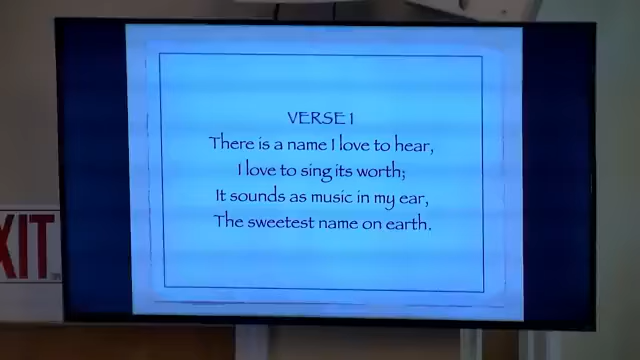 VERSE 1
There is a name I love to hear,
I love to sing its worth;
It sounds as music in my ear,
The sweetest name on earth.
XIT